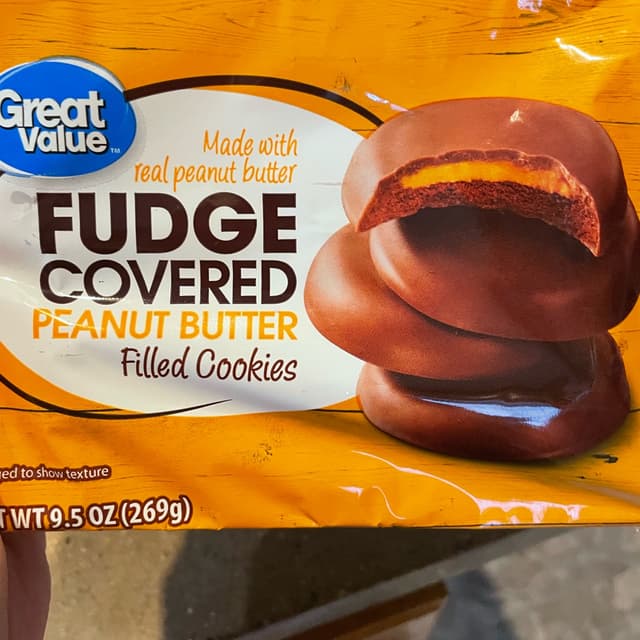 Great
Value™
Made with
real peanut butter
FUDGE
COVERED
PEANUT BUTTER
Filled Cookies
to show texture
WT 9.5 OZ (269g)